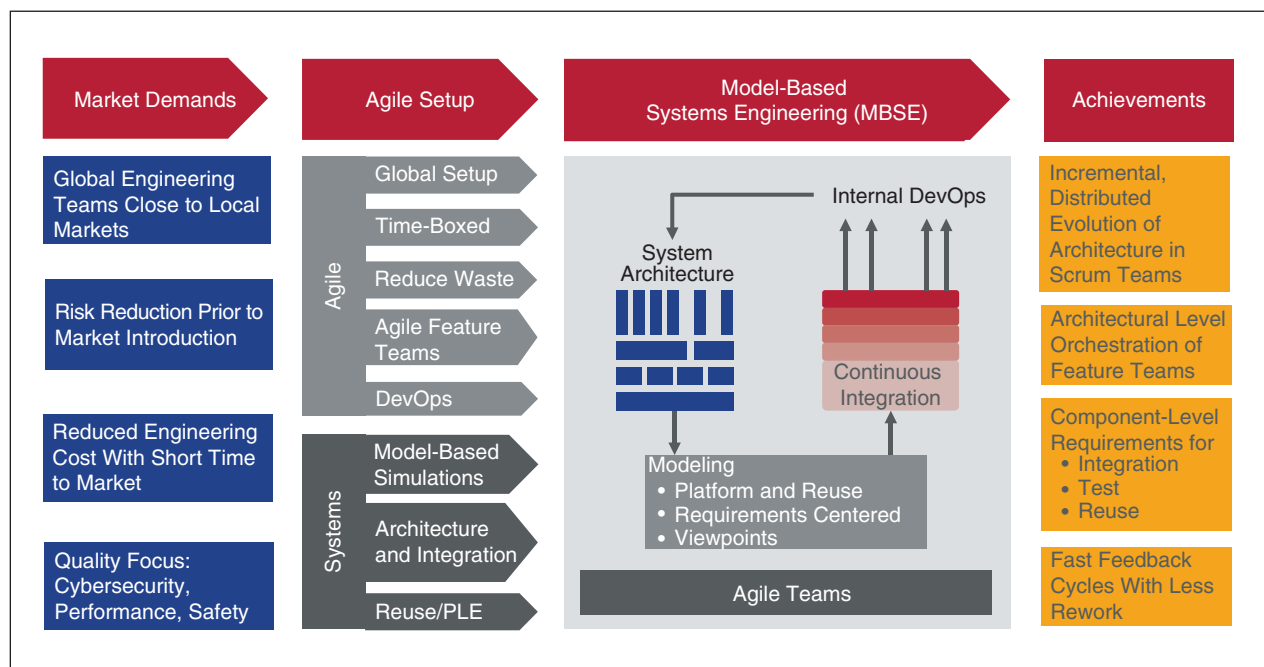 Market Demands
Agile Setup
Model-Based
Systems Engineering (MBSE)
Achievements
Global Engineering
Teams Close to Local
Markets
Risk Reduction Prior to
Market Introduction
Reduced Engineering
Cost With Short Time
to Market
Quality Focus:
Cybersecurity,
Performance, Safety
Agile
Global Setup
Time-Boxed
Reduce Waste
Agile Feature
Teams
DevOps
Systems
Model-Based
Simulations
Architecture
and Integration
Reuse/PLE
Internal DevOps
System
Architecture
Continuous
Integration
Modeling
• Platform and Reuse
• Requirements Centered
• Viewpoints
Agile Teams
Incremental,
Distributed
Evolution of
Architecture in
Scrum Teams
Architectural Level
Orchestration of
Feature Teams
Component-Level
Requirements for
• Integration
• Test
• Reuse
Fast Feedback
Cycles With Less
Rework